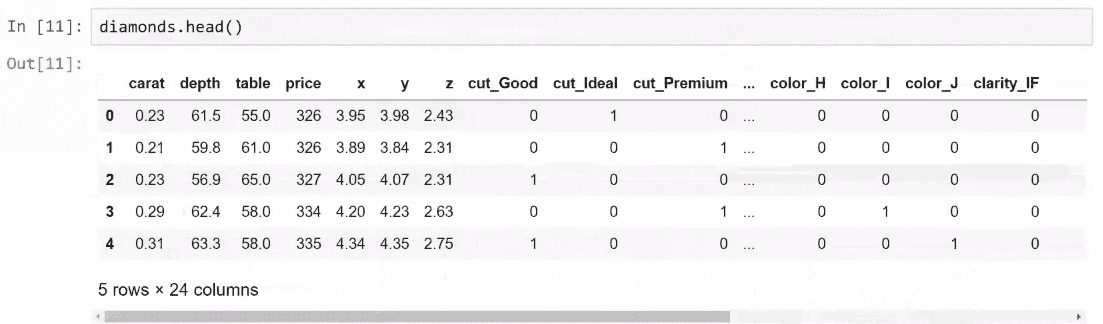 In [11]: diamonds.head()
Out[11]:
carat depth table price x y z cut_Good cut_Ideal cut_Premium ... color_H color_I color_J clarity_IF
0 0.23 61.5 55.0 326 3.95 3.98 2.43 0 1 0 ... 0 0 0 0
1 0.21 59.8 61.0 326 3.89 3.84 2.31 0 0 1 ... 0 0 0 0
2 0.23 56.9 65.0 327 4.05 4.07 2.31 1 0 0 ... 0 0 0 0
3 0.29 62.4 58.0 334 4.20 4.23 2.63 0 0 1 ... 0 1 0 0
4 0.31 63.3 58.0 335 4.34 4.35 2.75 1 0 0 ... 0 0 1 0
5 rows × 24 columns